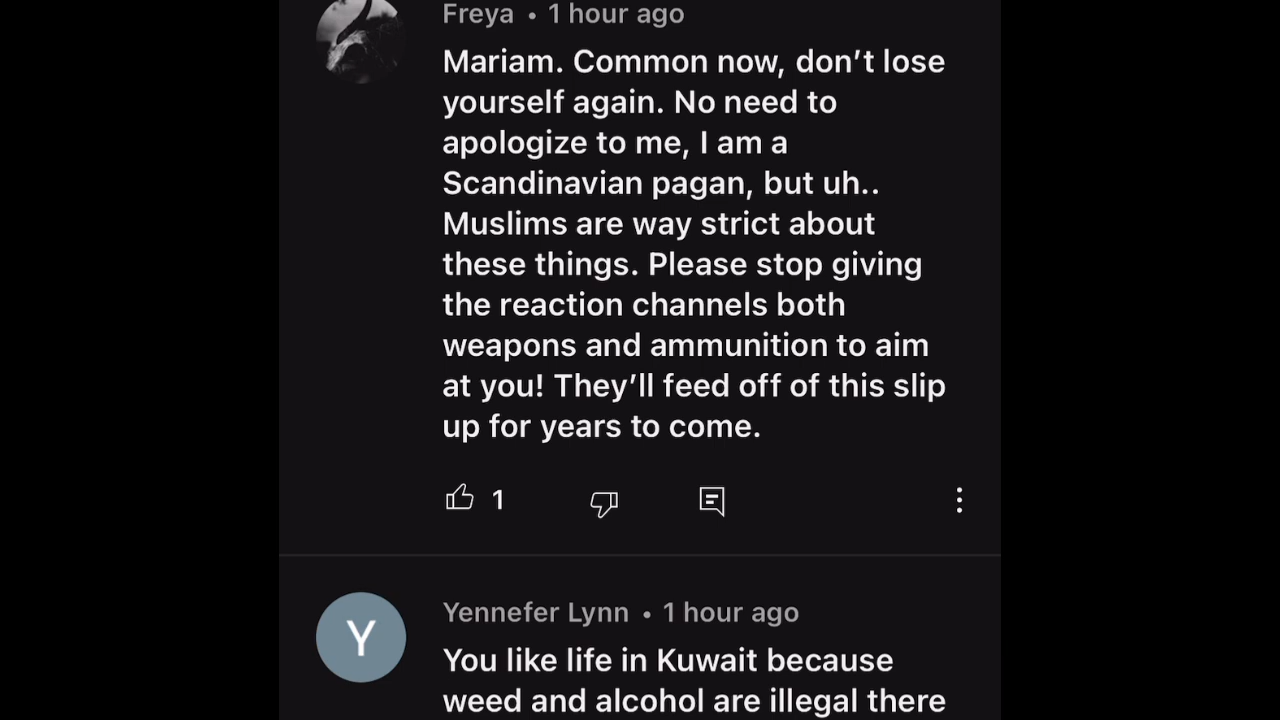 Freya • 1 hour ago
Mariam. Common now, don’t lose
yourself again. No need to
apologize to me, I am a
Scandinavian pagan, but uh..
Muslims are way strict about
these things. Please stop giving
the reaction channels both
weapons and ammunition to aim
at you! They’ll feed off of this slip
up for years to come.
1
Y
Yennefer Lynn • 1 hour ago
You like life in Kuwait because
weed and alcohol are illegal there